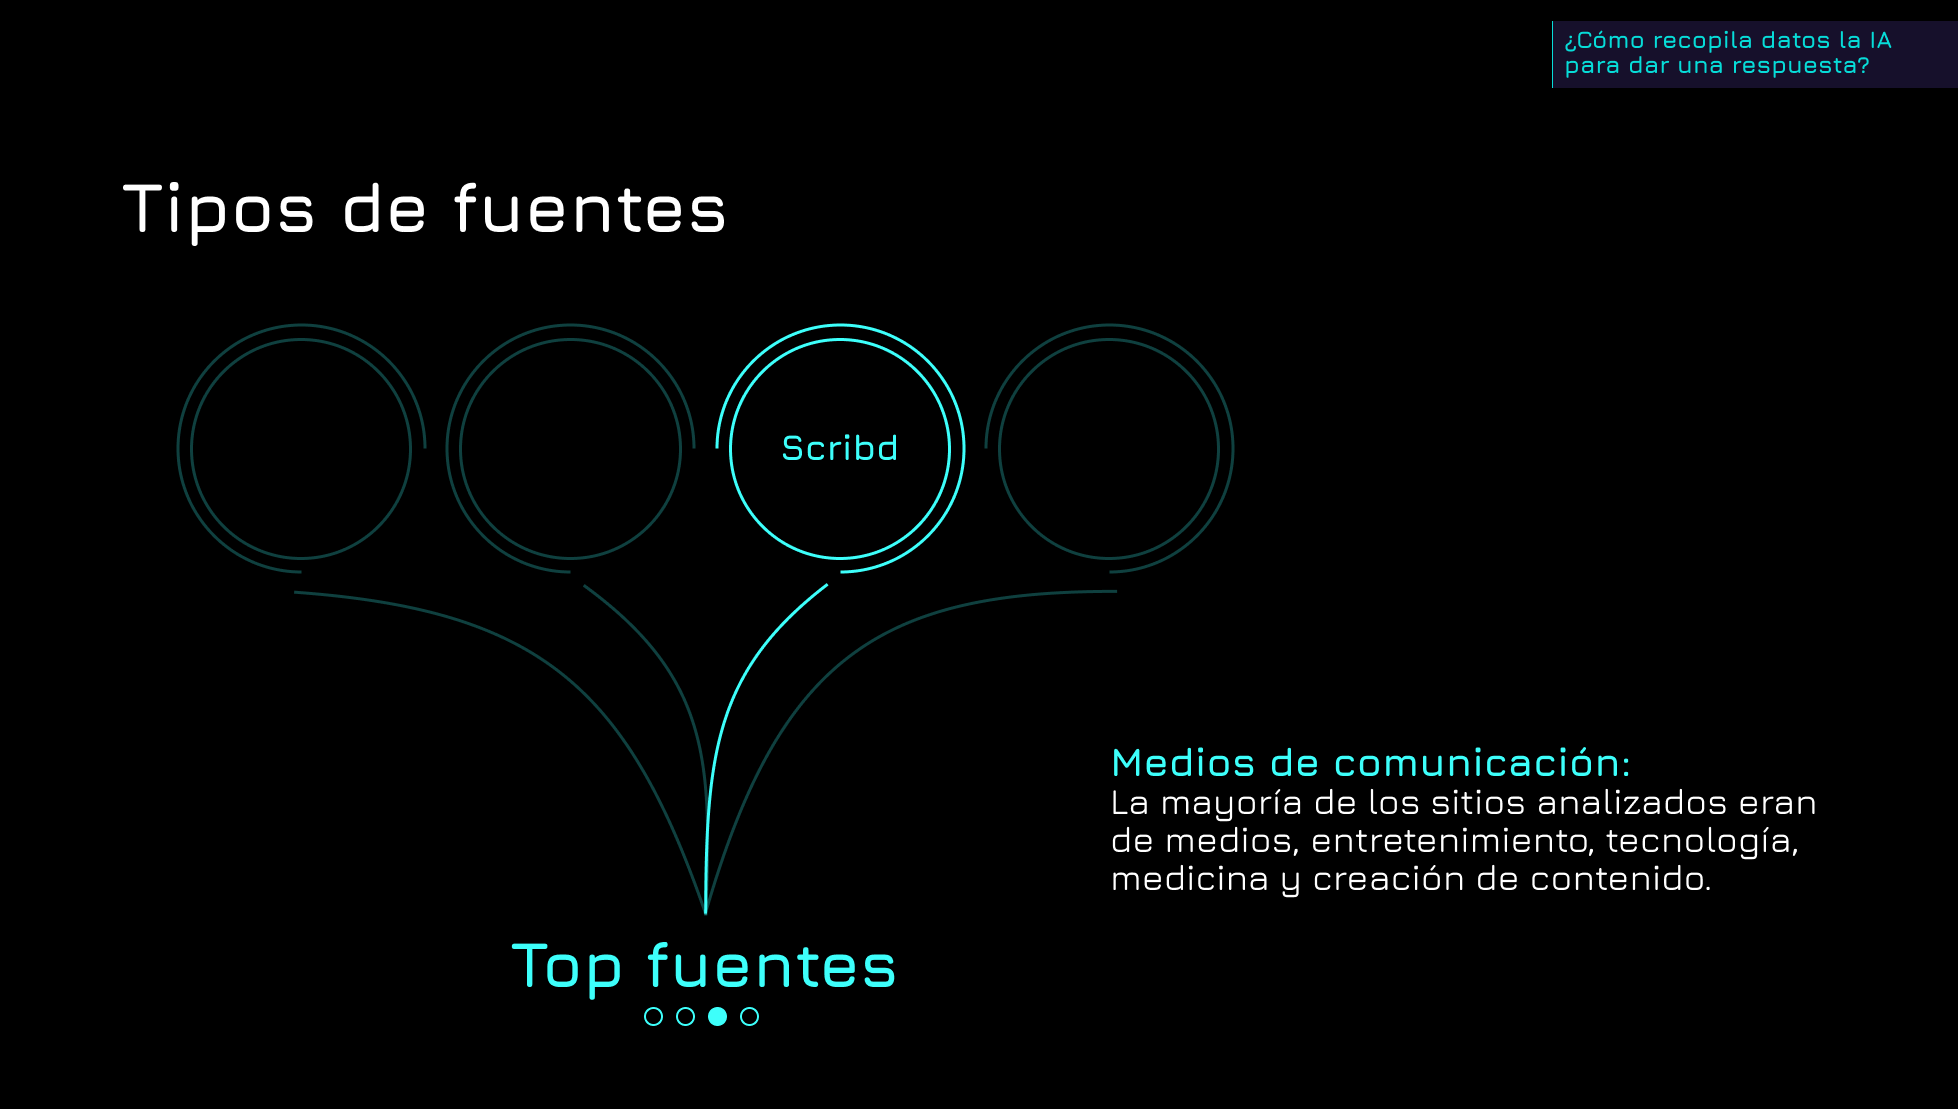 ¿Cómo recopila datos la IA
para dar una respuesta?
Tipos de fuentes
Scribd
Medios de comunicación:
La mayoría de los sitios analizados eran
de medios, entretenimiento, tecnología,
medicina y creación de contenido.
Top fuentes